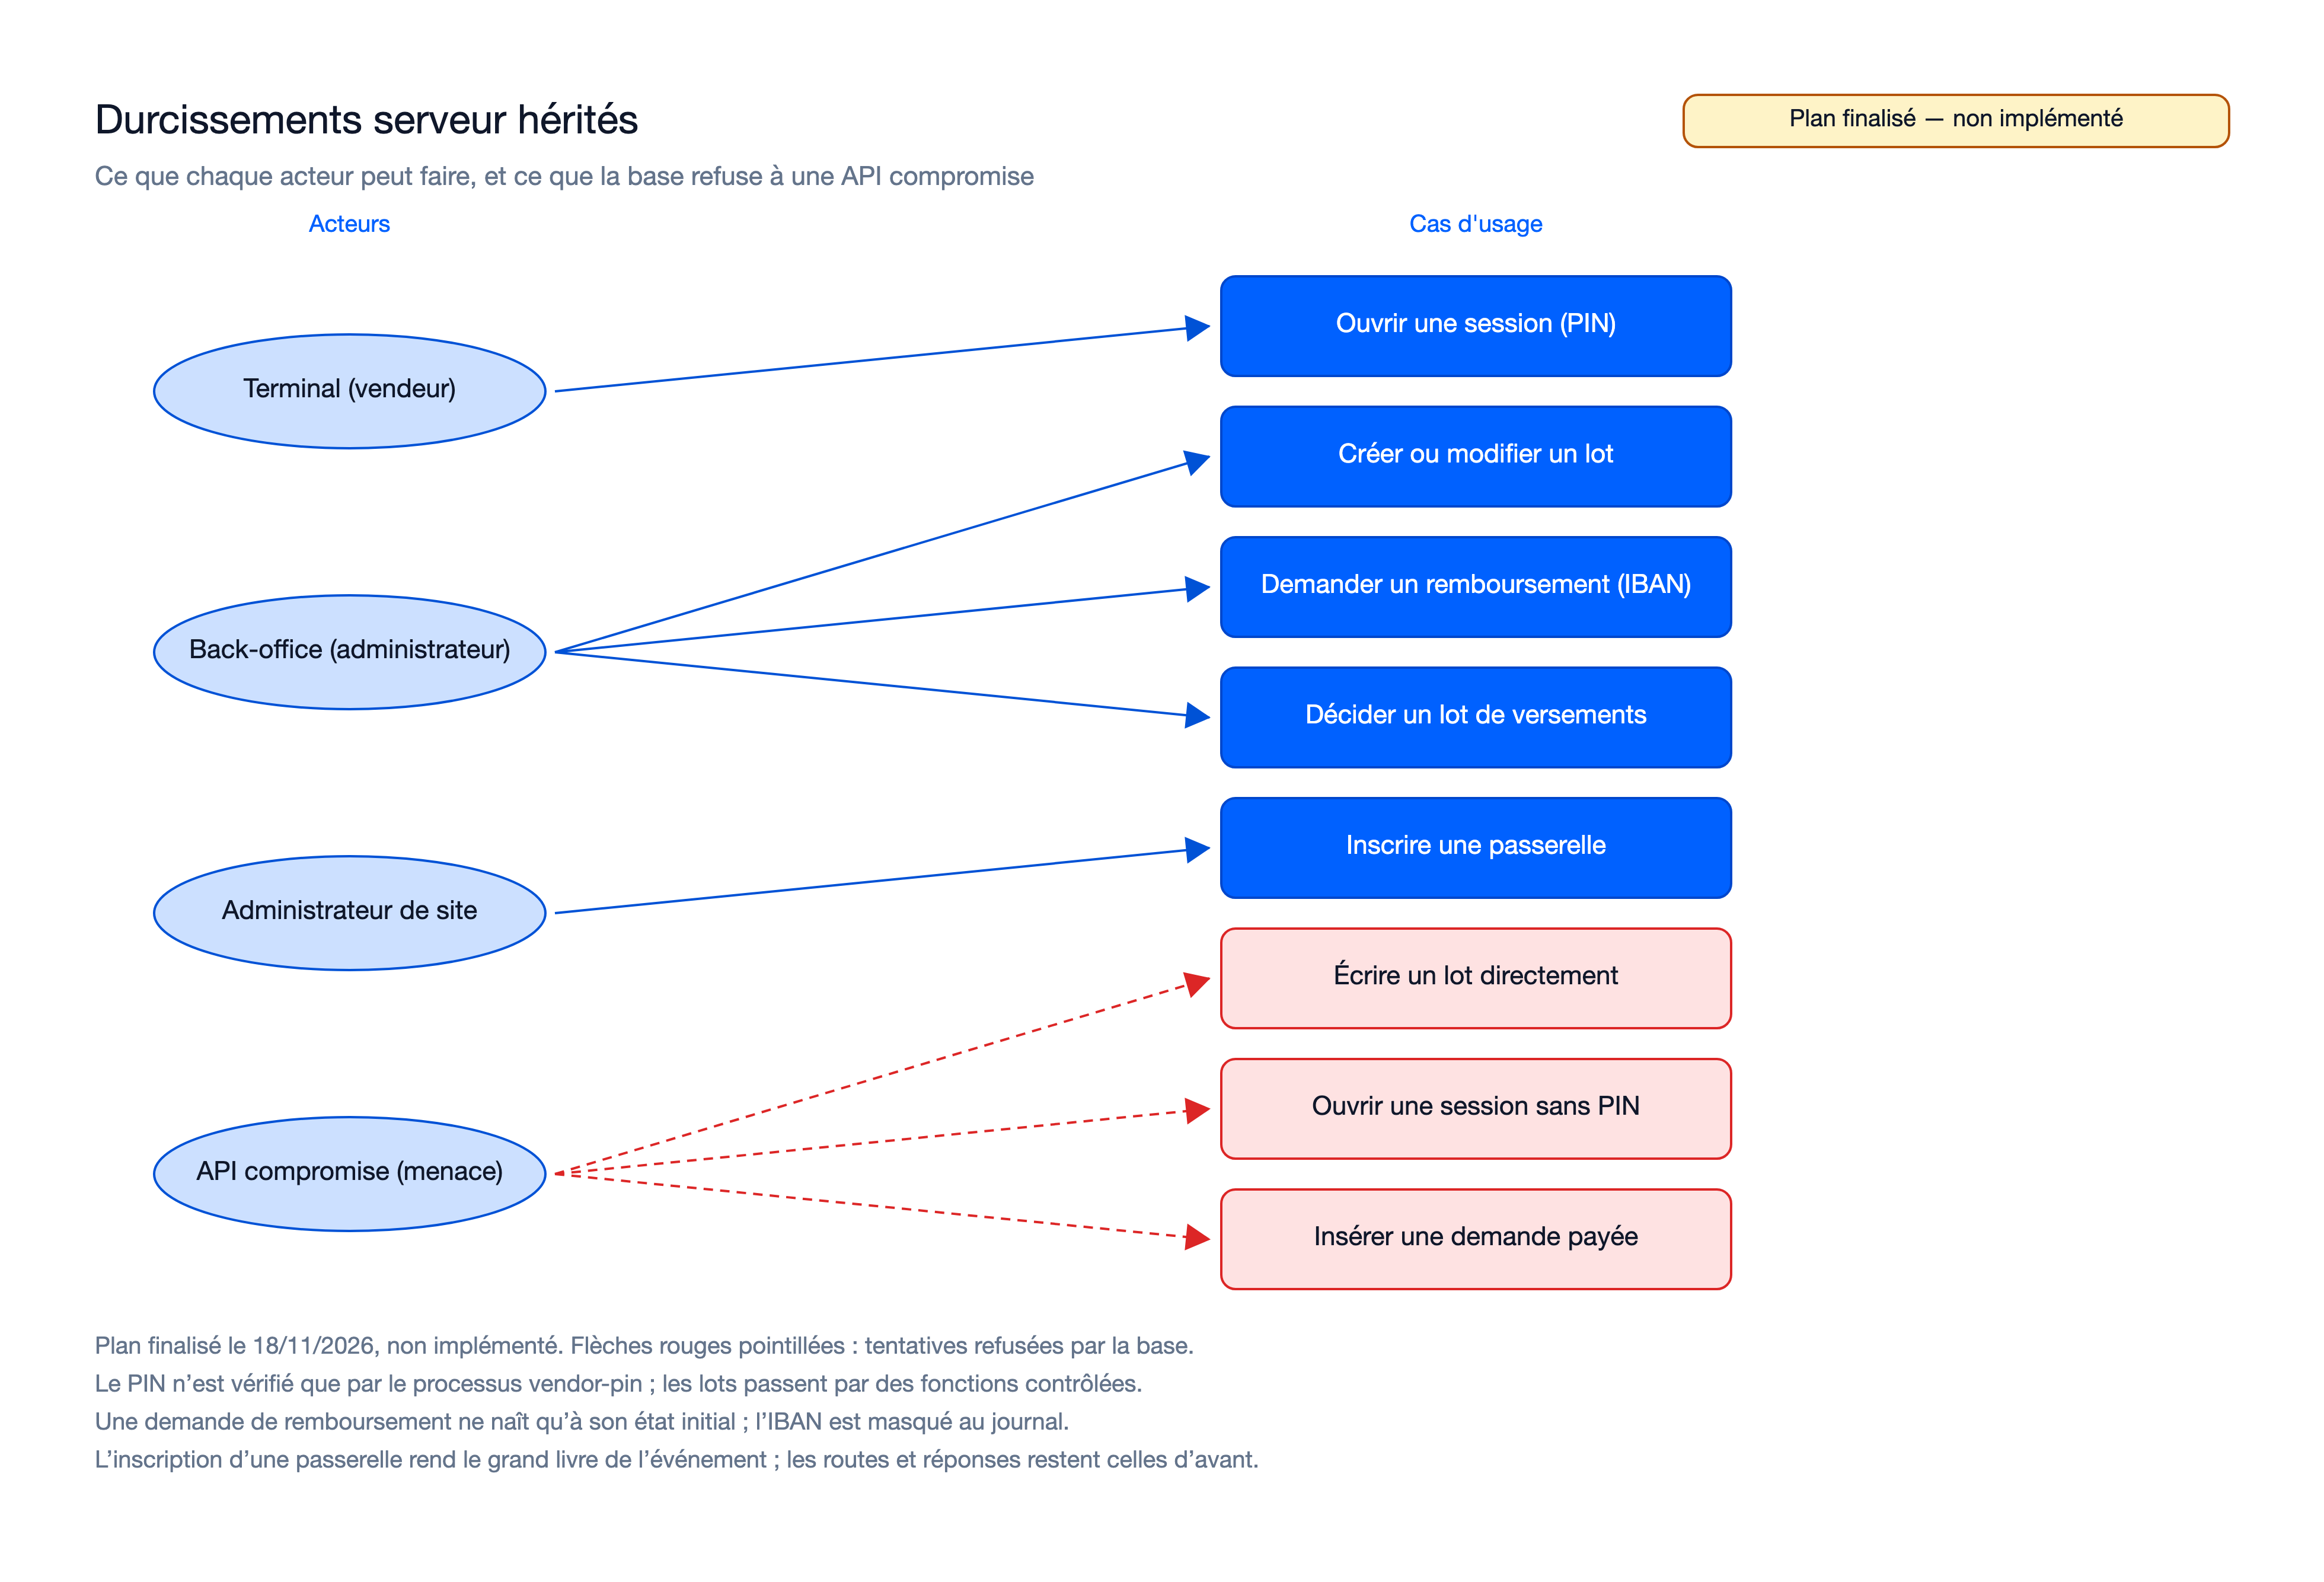 Durcissements serveur hérités
Plan finalisé — non implémenté
Ce que chaque acteur peut faire, et ce que la base refuse à une API compromise
Acteurs
Cas d'usage
Ouvrir une session (PIN)
Terminal (vendeur)
Créer ou modifier un lot
Demander un remboursement (IBAN)
Back-office (administrateur)
Décider un lot de versements
Inscrire une passerelle
Administrateur de site
Écrire un lot directement
Ouvrir une session sans PIN
API compromise (menace)
Insérer une demande payée
Plan finalisé le 18/11/2026, non implémenté. Flèches rouges pointillées : tentatives refusées par la base.
Le PIN n’est vérifié que par le processus vendor-pin ; les lots passent par des fonctions contrôlées.
Une demande de remboursement ne naît qu’à son état initial ; l’IBAN est masqué au journal.
L’inscription d’une passerelle rend le grand livre de l’événement ; les routes et réponses restent celles d’avant.